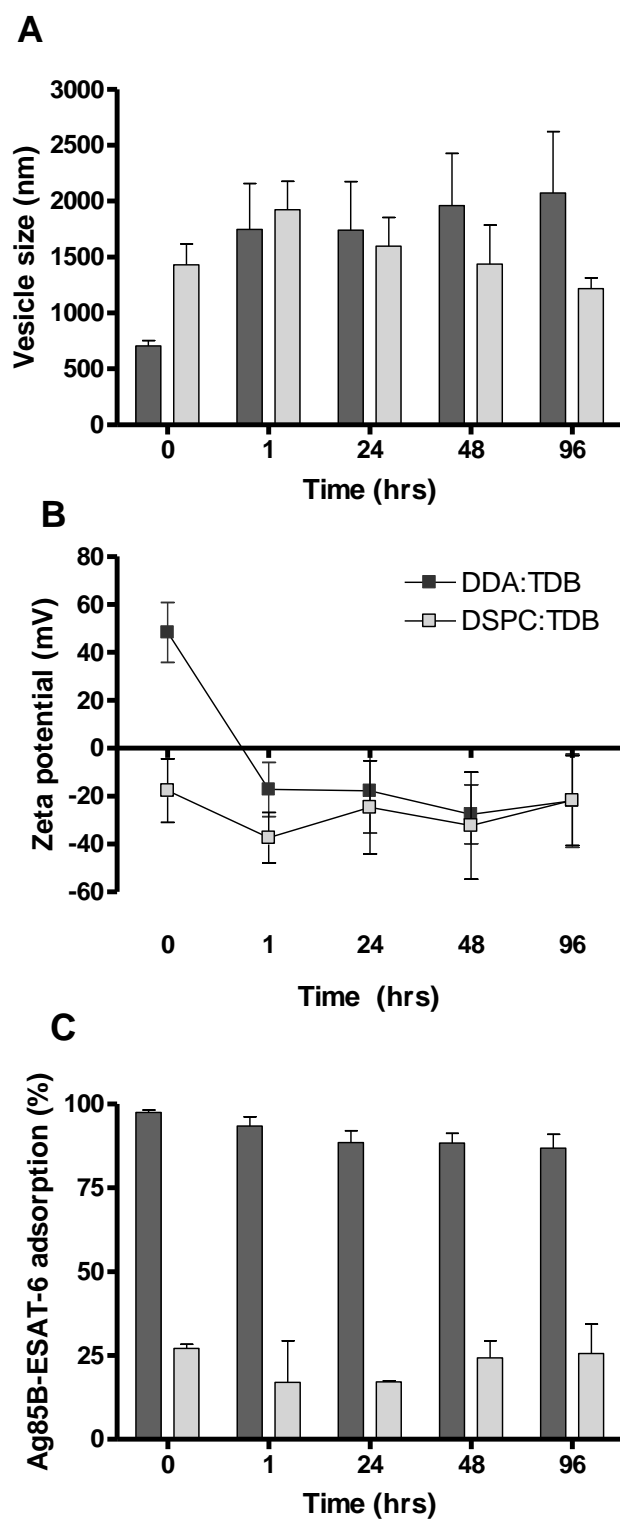 A
Vesicle size (nm)
3000
2500
2000
1500
1000
500
0
0 1 24 48 96
Time (hrs)
B
Zeta potential (mV)
80
60
40
20
0
-20
-40
-60
DDA:TDB
DSPC:TDB
0 1 24 48 96
Time (hrs)
C
Ag85B-ESAT-6 adsorption (%)
100
75
50
25
0
0 1 24 48 96
Time (hrs)